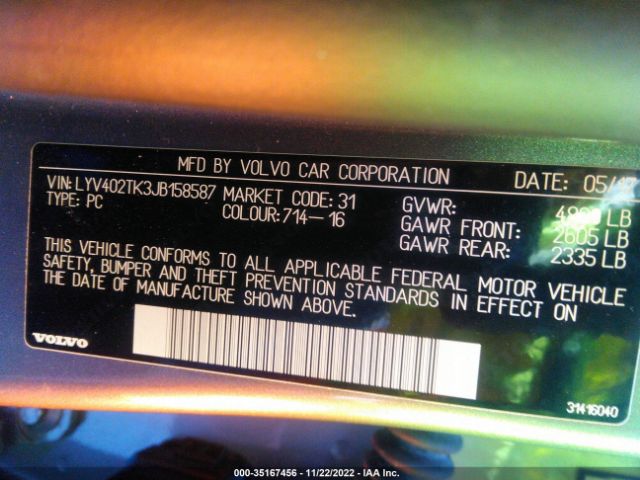 MFD BY VOLVO CAR CORPORATION DATE: 05/17
VIN: LYV402TK3JB158587 MARKET CODE: 31 GVWR: LB
TYPE: PC COLOUR: 714-16 GAWR FRONT: 2605 LB
GAWR REAR: 2335 LB
THIS VEHICLE CONFORMS TO ALL APPLICABLE FEDERAL MOTOR VEHICLE
SAFETY, BUMPER AND THEFT PREVENTION STANDARDS IN EFFECT ON
THE DATE OF MANUFACTURE SHOWN ABOVE.
VOLVO
31416040
000-35167456 - 11/22/2022 - IAA Inc.